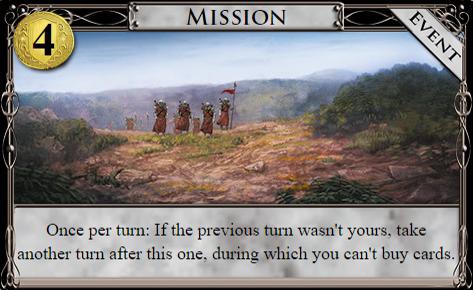 MISSION
4
EVENT
Once per turn: If the previous turn wasn't yours, take
another turn after this one, during which you can't buy cards.